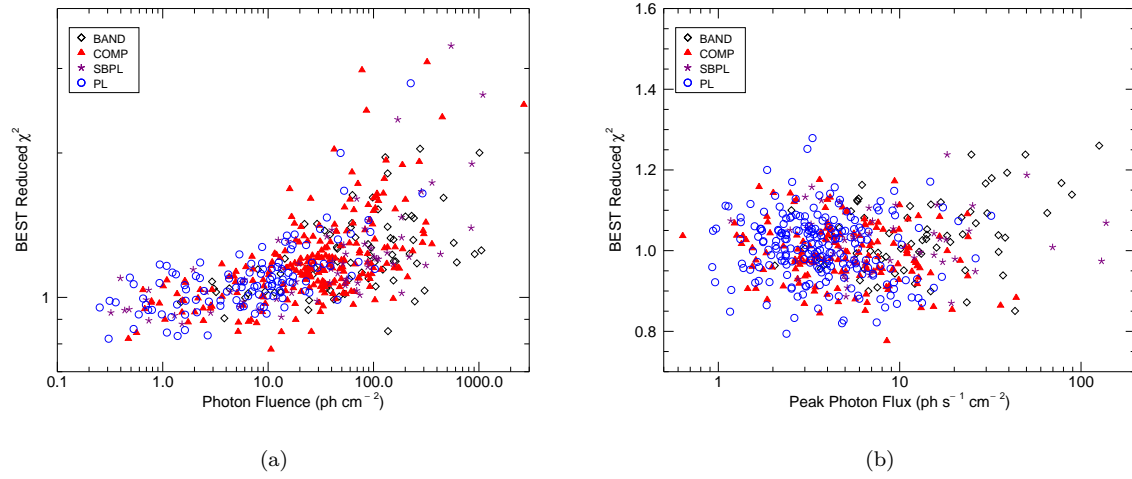 BAND
COMP
SBPL
PL
BEST Reduced χ²
2
1
0.1
1.0
10.0
100.0
1000.0
Photon Fluence (ph cm⁻²)
(a)
BAND
COMP
SBPL
PL
BEST Reduced χ²
1.6
1.4
1.2
1.0
0.8
1
10
100
Peak Photon Flux (ph s⁻¹ cm⁻²)
(b)